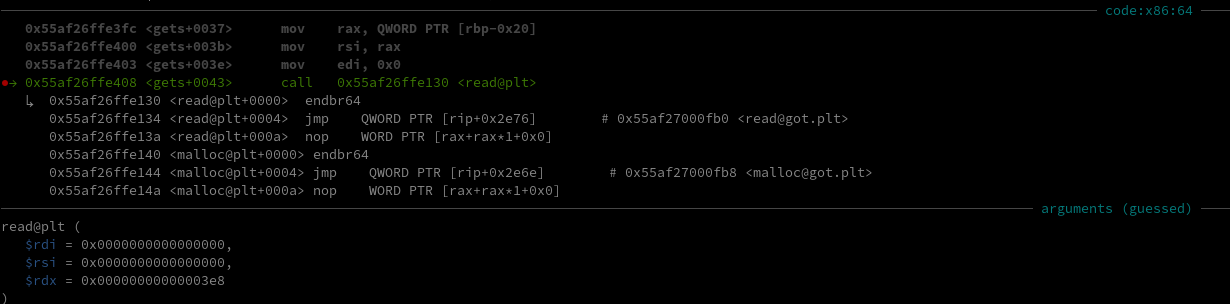 code:x86:64
0x55af26ffe3fc <gets+0037> mov rax, QWORD PTR [rbp-0x20]
0x55af26ffe400 <gets+003b> mov rsi, rax
0x55af26ffe403 <gets+003e> mov edi, 0x0
●→ 0x55af26ffe408 <gets+0043> call 0x55af26ffe130 <read@plt>
↳ 0x55af26ffe130 <read@plt+0000> endbr64
0x55af26ffe134 <read@plt+0004> jmp QWORD PTR [rip+0x2e76] # 0x55af27000fb0 <read@got.plt>
0x55af26ffe13a <read@plt+000a> nop WORD PTR [rax+rax*1+0x0]
0x55af26ffe140 <malloc@plt+0000> endbr64
0x55af26ffe144 <malloc@plt+0004> jmp QWORD PTR [rip+0x2e6e] # 0x55af27000fb8 <malloc@got.plt>
0x55af26ffe14a <malloc@plt+000a> nop WORD PTR [rax+rax*1+0x0]
arguments (guessed)
read@plt (
$rdi = 0x0000000000000000,
$rsi = 0x0000000000000000,
$rdx = 0x00000000000003e8
)